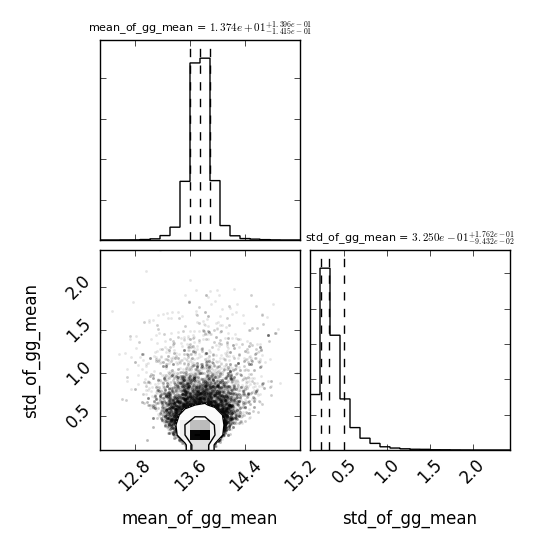 mean_of_gg_mean = 1.374e+01+1.396e−01−1.415e−01
std_of_gg_mean = 3.250e−01+1.762e−01−9.432e−02
2.0
1.5
1.0
0.5
std_of_gg_mean
12.8
13.6
14.4
15.2
0.5
1.0
1.5
2.0
mean_of_gg_mean
std_of_gg_mean